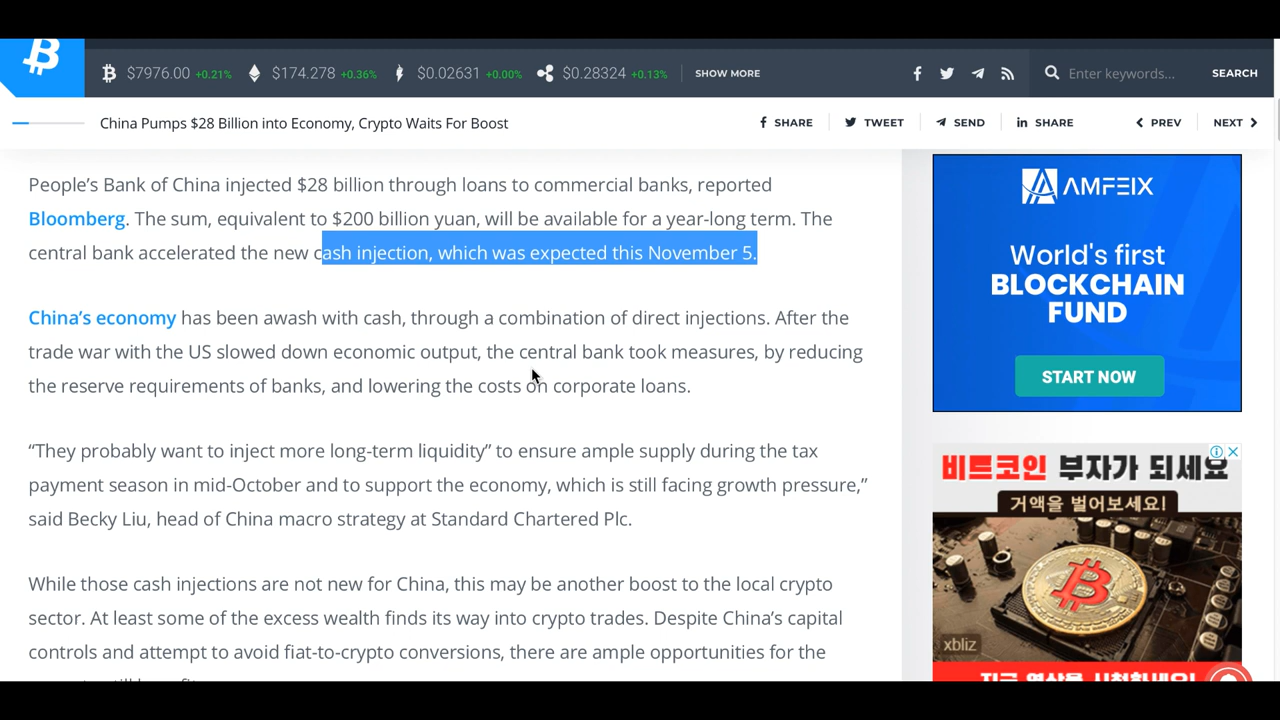 $7976.00 +0.21% $174.278 +0.36% $0.02631 +0.00% $0.28324 +0.13% SHOW MORE Enter keywords... SEARCH
China Pumps $28 Billion into Economy, Crypto Waits For Boost SHARE TWEET SEND SHARE PREV NEXT
People's Bank of China injected $28 billion through loans to commercial banks, reported
Bloomberg. The sum, equivalent to $200 billion yuan, will be available for a year-long term. The
central bank accelerated the new cash injection, which was expected this November 5.
China's economy has been awash with cash, through a combination of direct injections. After the
trade war with the US slowed down economic output, the central bank took measures, by reducing
the reserve requirements of banks, and lowering the costs on corporate loans.
“They probably want to inject more long-term liquidity” to ensure ample supply during the tax
payment season in mid-October and to support the economy, which is still facing growth pressure,”
said Becky Liu, head of China macro strategy at Standard Chartered Plc.
While those cash injections are not new for China, this may be another boost to the local crypto
sector. At least some of the excess wealth finds its way into crypto trades. Despite China's capital
controls and attempt to avoid fiat-to-crypto conversions, there are ample opportunities for the
AMFEIX
World's first
BLOCKCHAIN
FUND
START NOW
비트코인 부자가 되세요
거액을 벌어보세요!
xbliz